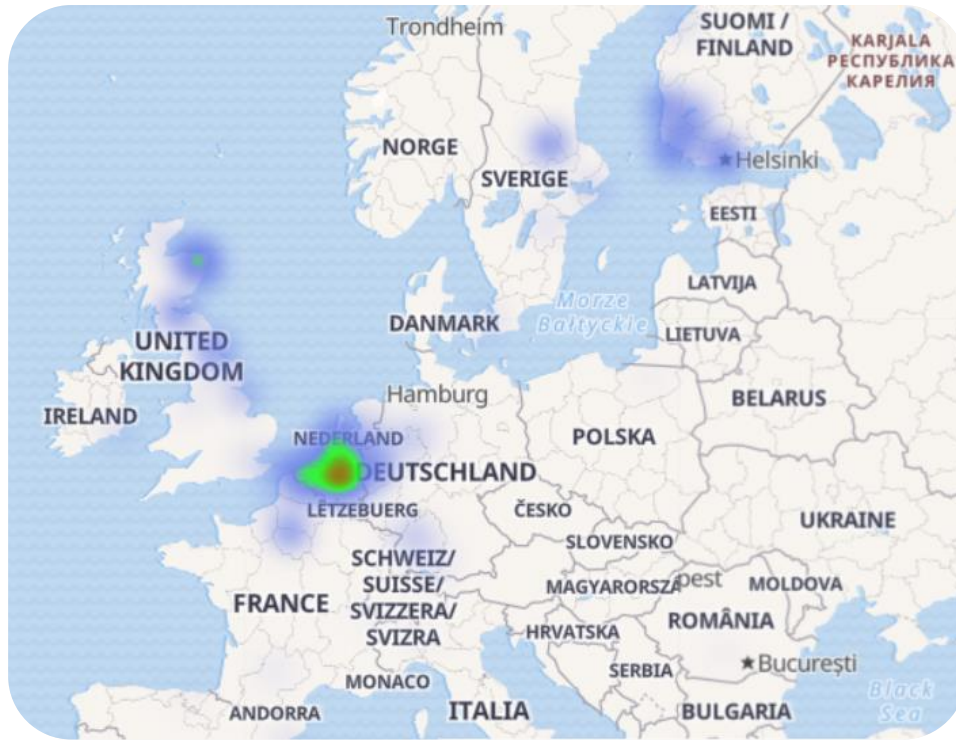 Trondheim
SUOMI /
FINLAND
KARJALA
РЕСПУБЛИКА
КАРЕЛИЯ
NORGE
Helsinki
SVERIGE
EESTI
LATVIJA
Morze
Bałtyckie
DANMARK
LIETUVA
UNITED
KINGDOM
Hamburg
BELARUS
IRELAND
NEDERLAND
POLSKA
DEUTSCHLAND
LËTZEBUERG
ČESKO
UKRAINE
SLOVENSKO
SCHWEIZ/
SUISSE/
SVIZZERA/
SVIZRA
MAGYARORSZÁ
pest
MOLDOVA
FRANCE
ROMÂNIA
HRVATSKA
SERBIA
București
MONACO
Black
Sea
ANDORRA
ITALIA
BULGARIA